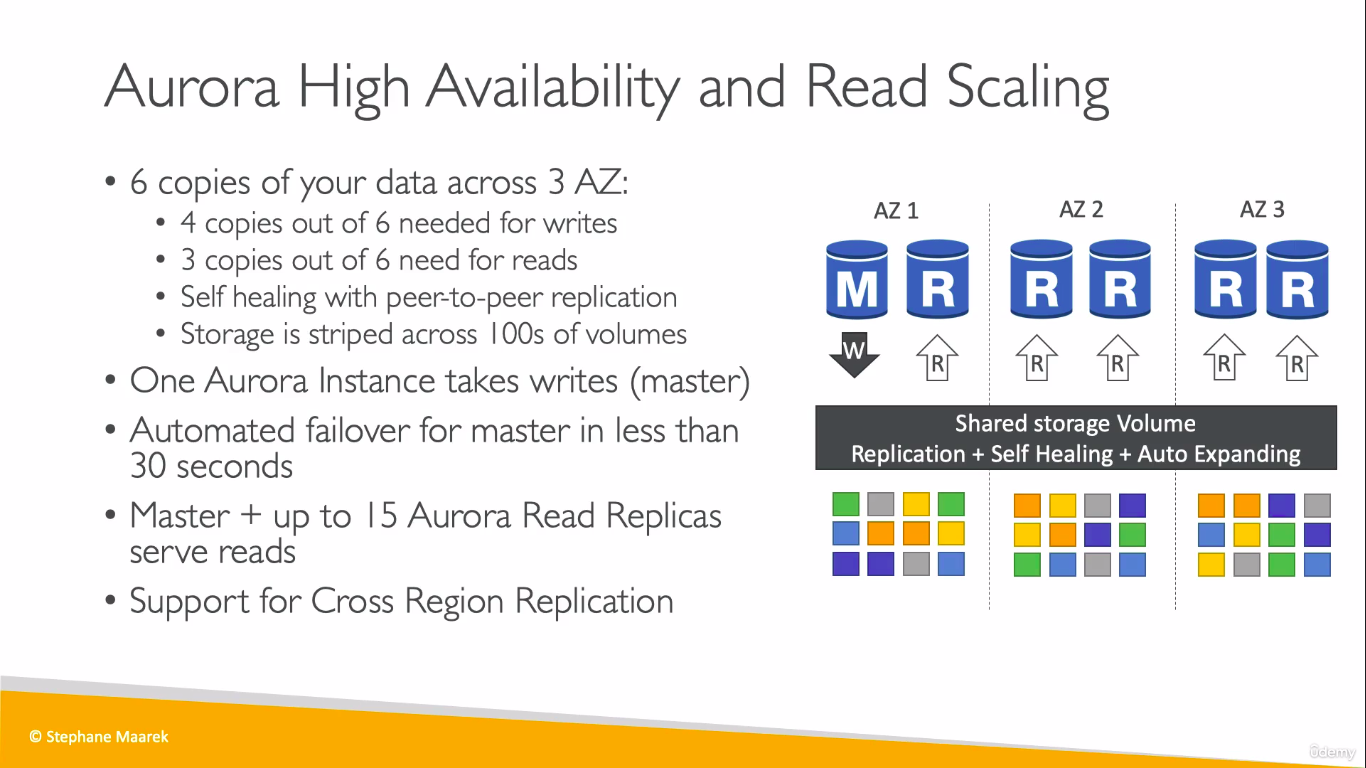 Aurora High Availability and Read Scaling
• 6 copies of your data across 3 AZ:
• 4 copies out of 6 needed for writes
• 3 copies out of 6 need for reads
• Self healing with peer-to-peer replication
• Storage is striped across 100s of volumes
• One Aurora Instance takes writes (master)
• Automated failover for master in less than
30 seconds
• Master + up to 15 Aurora Read Replicas
serve reads
• Support for Cross Region Replication
AZ 1 AZ 2 AZ 3
M R R R R R
W R R R R R
Shared storage Volume
Replication + Self Healing + Auto Expanding
© Stephane Maarek
ûdemy